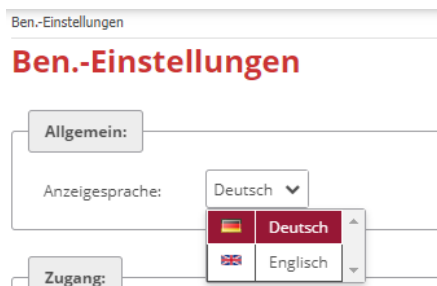 Ben.-Einstellungen
Ben.-Einstellungen
Allgemein:
Anzeigesprache: Deutsch
Deutsch
Englisch
Zugang: